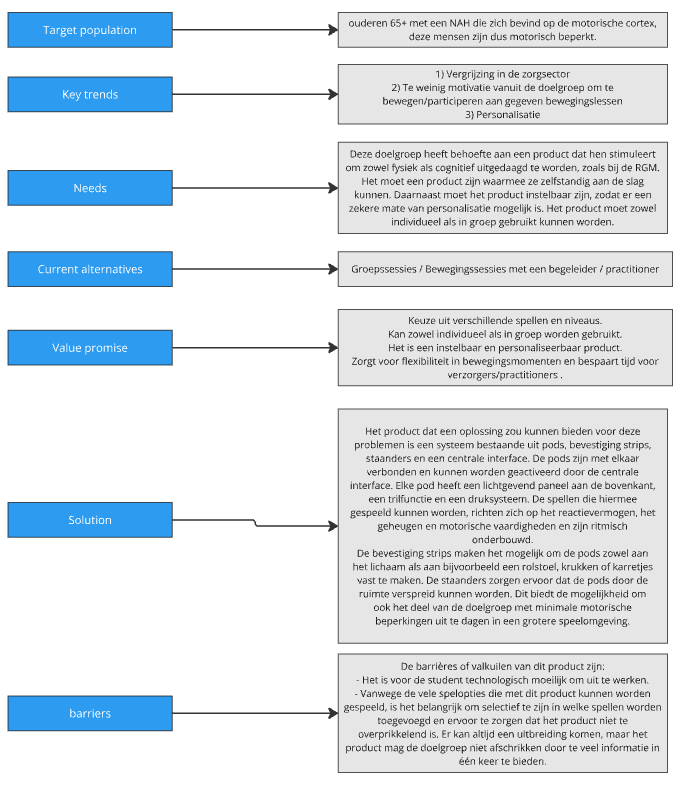 Target population
ouderen 65+ met een NAH die zich bevind op de motorische cortex,
deze mensen zijn dus motorisch beperkt.
Key trends
1) Vergrijzing in de zorgsector
2) Te weinig motivatie vanuit de doelgroep om te
bewegen/participeren aan gegeven bewegingslessen
3) Personalisatie
Needs
Deze doelgroep heeft behoefte aan een product dat hen stimuleert
om zowel fysiek als cognitief uitgedaagd te worden, zoals bij de RGM.
Het moet een product zijn waarmee ze zelfstandig aan de slag
kunnen. Daarnaast moet het product instelbaar zijn, zodat er een
zekere mate van personalisatie mogelijk is. Het product moet zowel
individueel als in groep gebruikt kunnen worden.
Current alternatives
Groepssessies / Bewegingssessies met een begeleider / practitioner
Value promise
Keuze uit verschillende spellen en niveaus.
Kan zowel individueel als in groep worden gebruikt.
Het is een instelbaar en personaliseerbaar product.
Zorgt voor flexibiliteit in bewegingsmomenten en bespaart tijd voor
verzorgers/practitioners .
Solution
Het product dat een oplossing zou kunnen bieden voor deze
problemen is een systeem bestaande uit pods, bevestiging strips,
staanders en een centrale interface. De pods zijn met elkaar
verbonden en kunnen worden geactiveerd door de centrale
interface. Elke pod heeft een lichtgevend paneel aan de bovenkant,
een trilfunctie en een druksysteem. De spellen die hiermee
gespeeld kunnen worden, richten zich op het reactievermogen, het
geheugen en motorische vaardigheden en zijn ritmisch
onderbouwd.
De bevestiging strips maken het mogelijk om de pods zowel aan
het lichaam als aan bijvoorbeeld een rolstoel, krukken of karretjes
vast te maken. De staanders zorgen ervoor dat de pods door de
ruimte verspreid kunnen worden. Dit biedt de mogelijkheid om
ook het deel van de doelgroep met minimale motorische
beperkingen uit te dagen in een grotere speelomgeving.
barriers
De barrières of valkuilen van dit product zijn:
- Het is voor de student technologisch moeilijk om uit te werken.
- Vanwege de vele spelopties die met dit product kunnen worden
gespeeld, is het belangrijk om selectief te zijn in welke spellen worden
toegevoegd en ervoor te zorgen dat het product niet te
overprikkelend is. Er kan altijd een uitbreiding komen, maar het
product mag de doelgroep niet afschrikken door te veel informatie in
één keer te bieden.